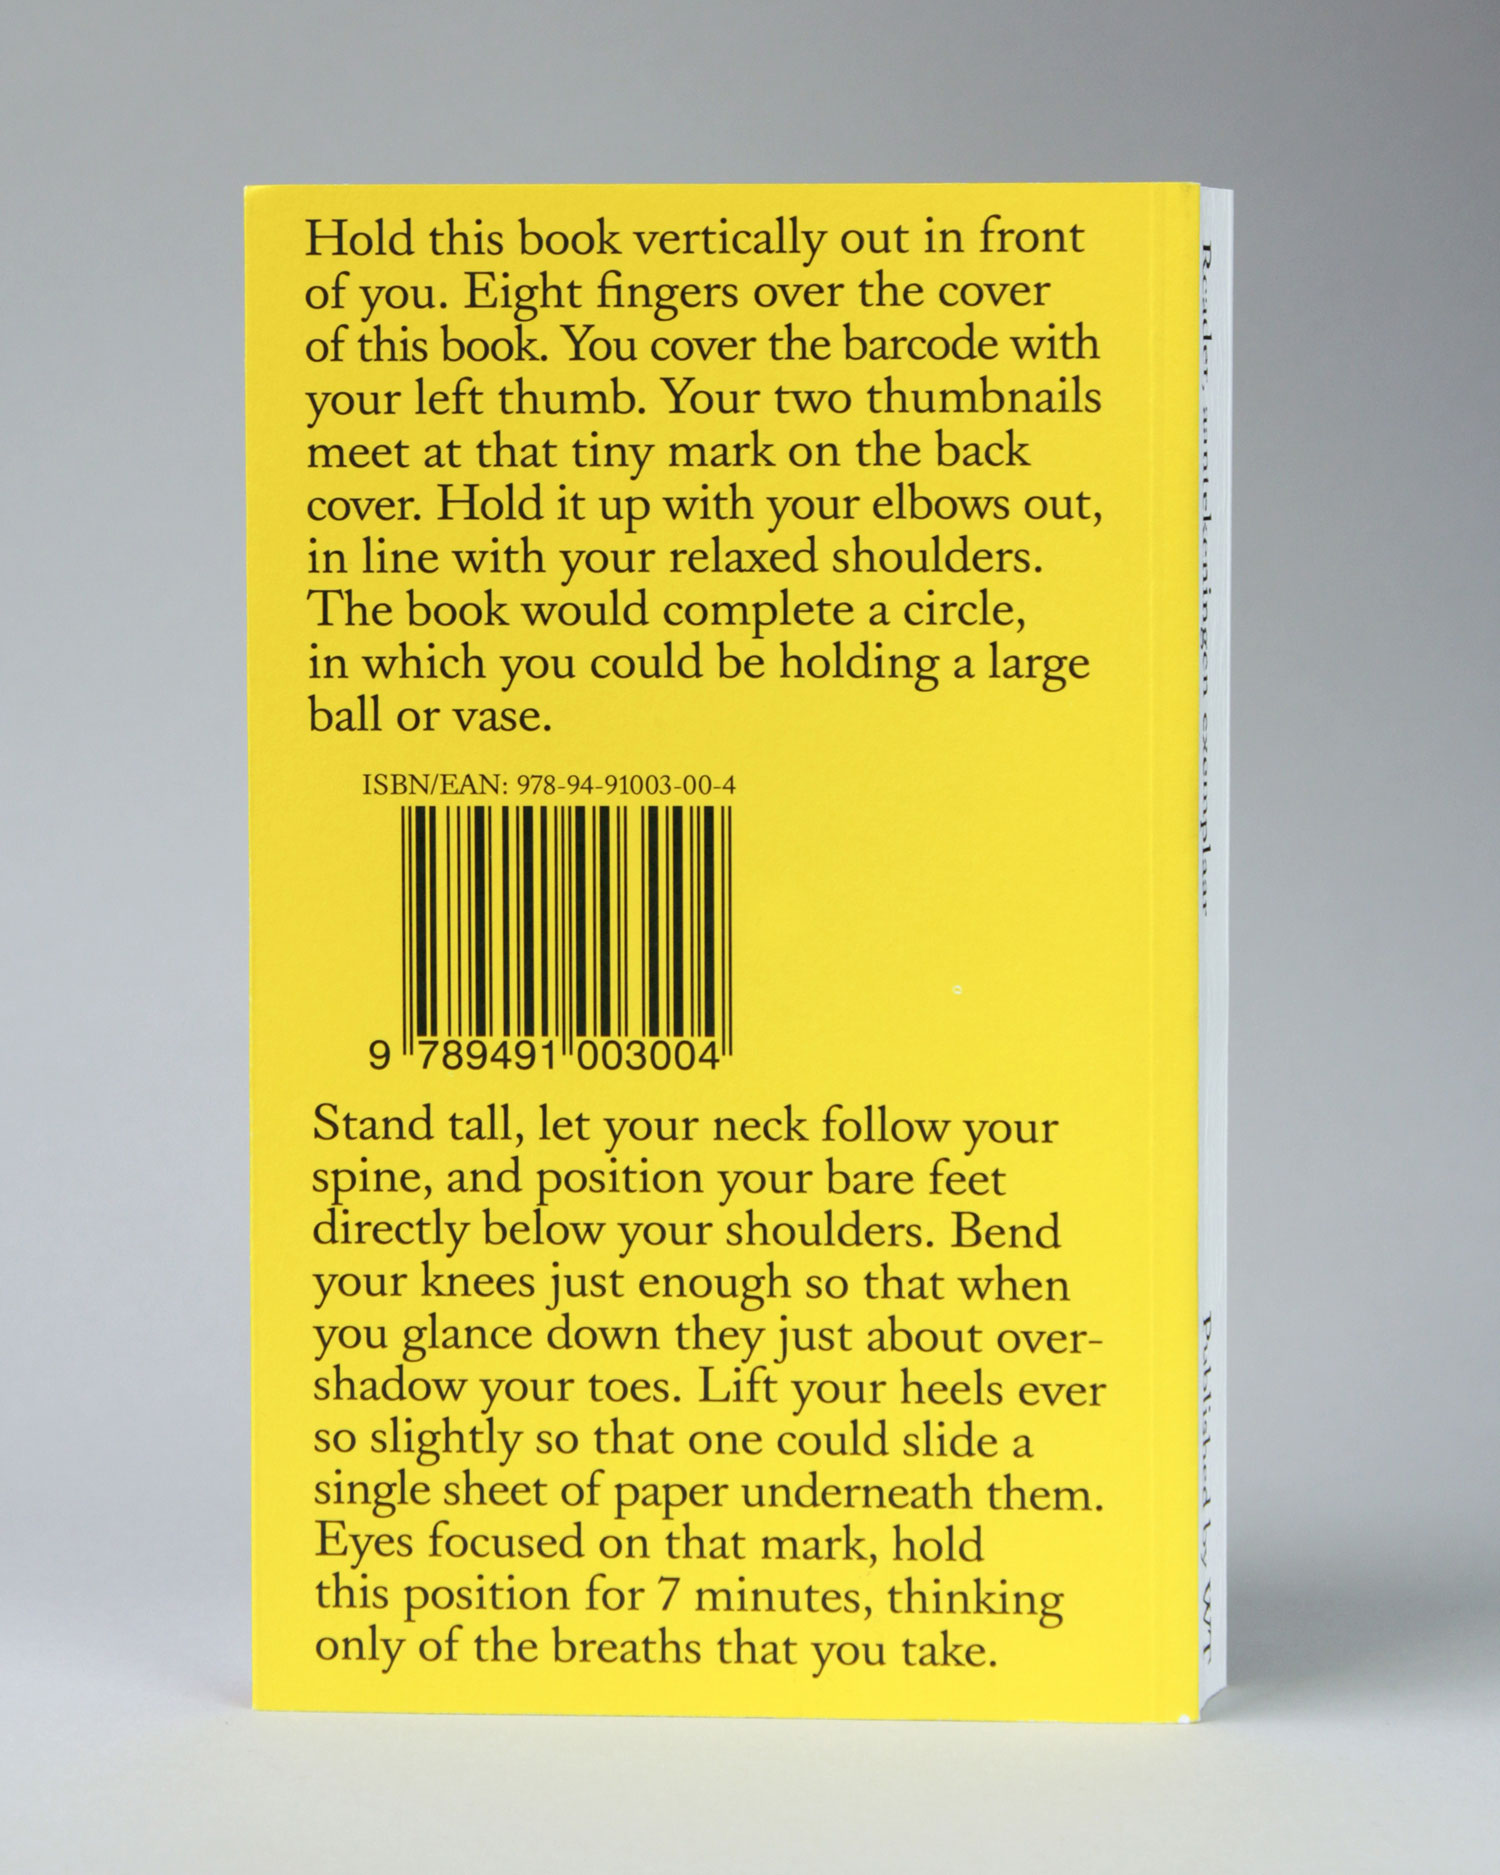 Hold this book vertically out in front
of you. Eight fingers over the cover
of this book. You cover the barcode with
your left thumb. Your two thumbnails
meet at that tiny mark on the back
cover. Hold it up with your elbows out,
in line with your relaxed shoulders.
The book would complete a circle,
in which you could be holding a large
ball or vase.
ISBN/EAN: 978-94-91003-00-4
9 789491 003004
Stand tall, let your neck follow your
spine, and position your bare feet
directly below your shoulders. Bend
your knees just enough so that when
you glance down they just about over-
shadow your toes. Lift your heels ever
so slightly so that one could slide a
single sheet of paper underneath them.
Eyes focused on that mark, hold
this position for 7 minutes, thinking
only of the breaths that you take.
Reader, aantekeningen exemplaar
Published by WT